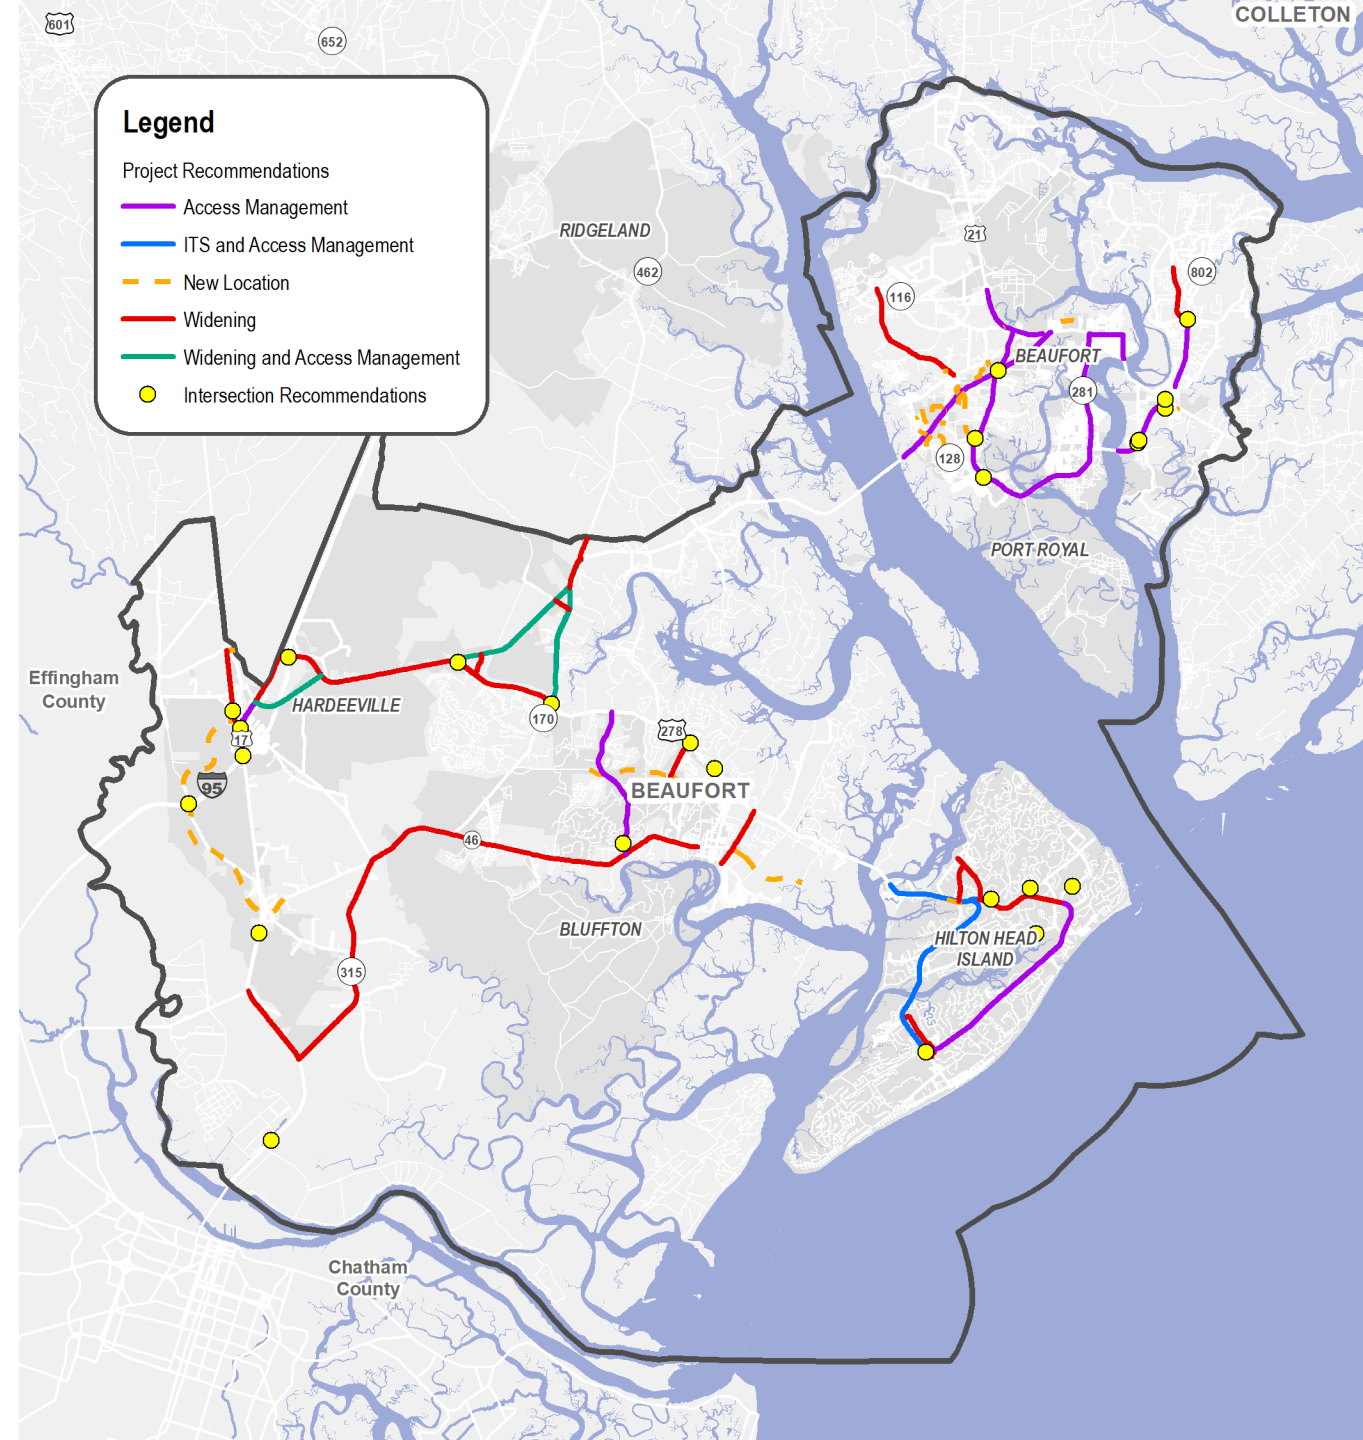 601
652
COLLETON
Legend
Project Recommendations
Access Management
ITS and Access Management
New Location
Widening
Widening and Access Management
Intersection Recommendations
RIDGELAND
462
21
116
802
BEAUFORT
281
128
PORT ROYAL
Effingham
County
HARDEEVILLE
170
17
278
95
BEAUFORT
46
BLUFFTON
HILTON HEAD
ISLAND
315
Chatham
County